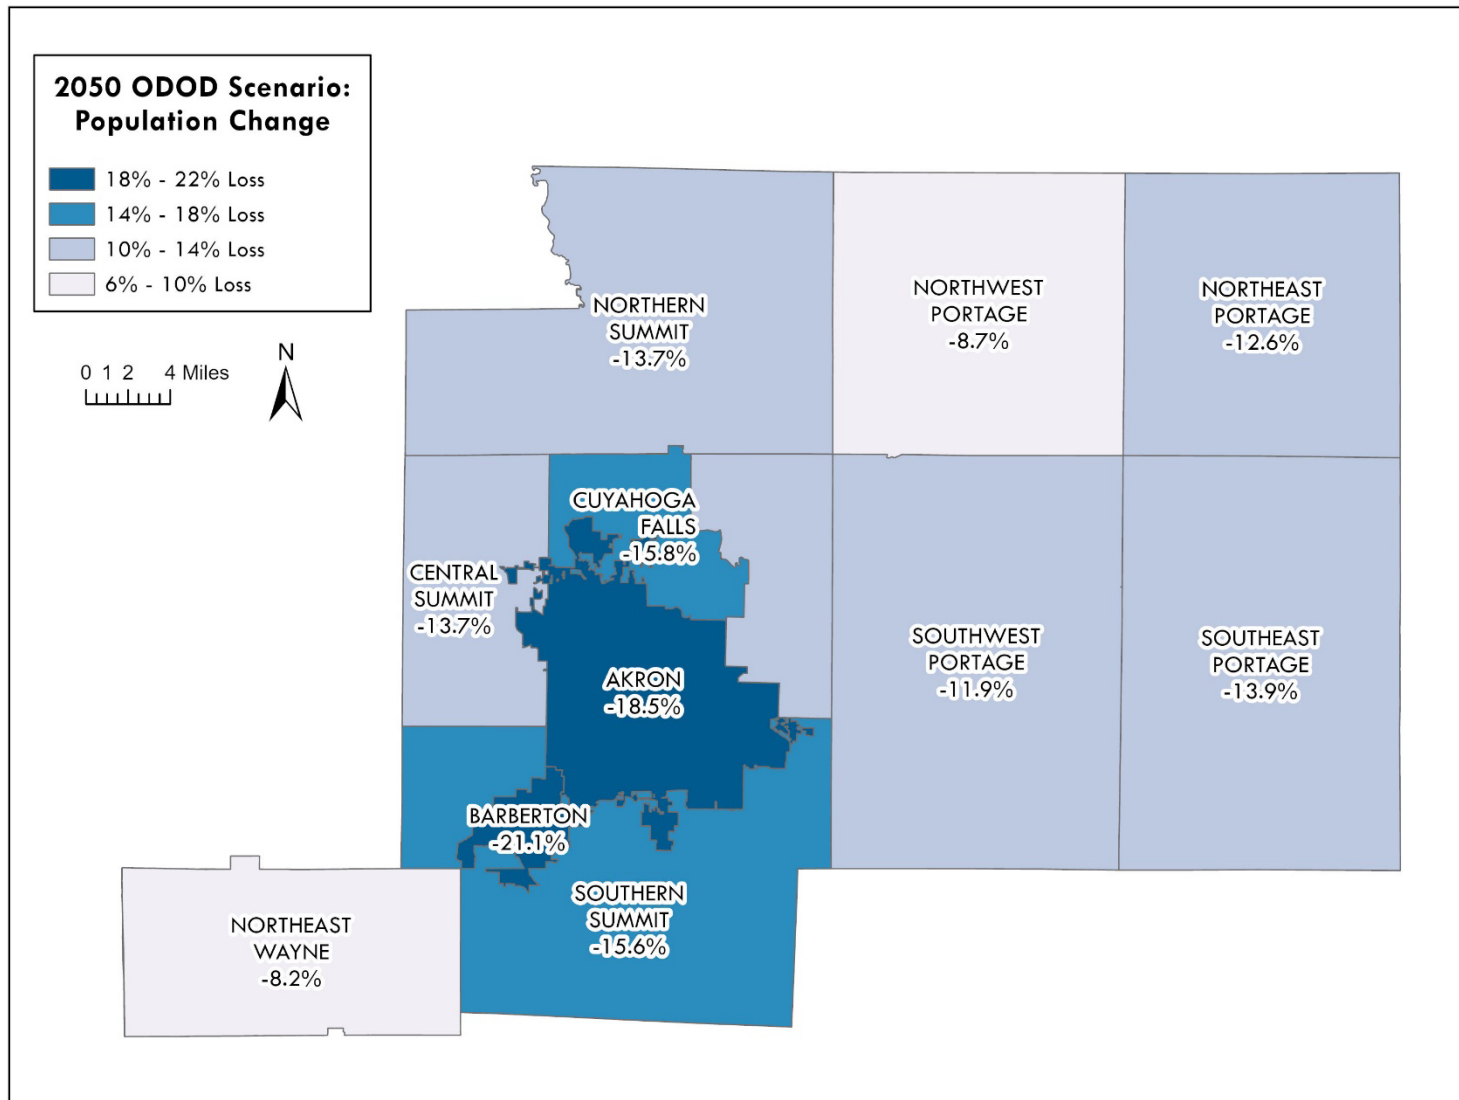 2050 ODOD Scenario:
Population Change
18% - 22% Loss
14% - 18% Loss
10% - 14% Loss
6% - 10% Loss
0 1 2 4 Miles
N
NORTHERN
SUMMIT
-13.7%
NORTHWEST
PORTAGE
-8.7%
NORTHEAST
PORTAGE
-12.6%
CUYAHOGA
FALLS
-15.8%
CENTRAL
SUMMIT
-13.7%
AKRON
-18.5%
SOUTHWEST
PORTAGE
-11.9%
SOUTHEAST
PORTAGE
-13.9%
BARBERTON
-21.1%
SOUTHERN
SUMMIT
-15.6%
NORTHEAST
WAYNE
-8.2%